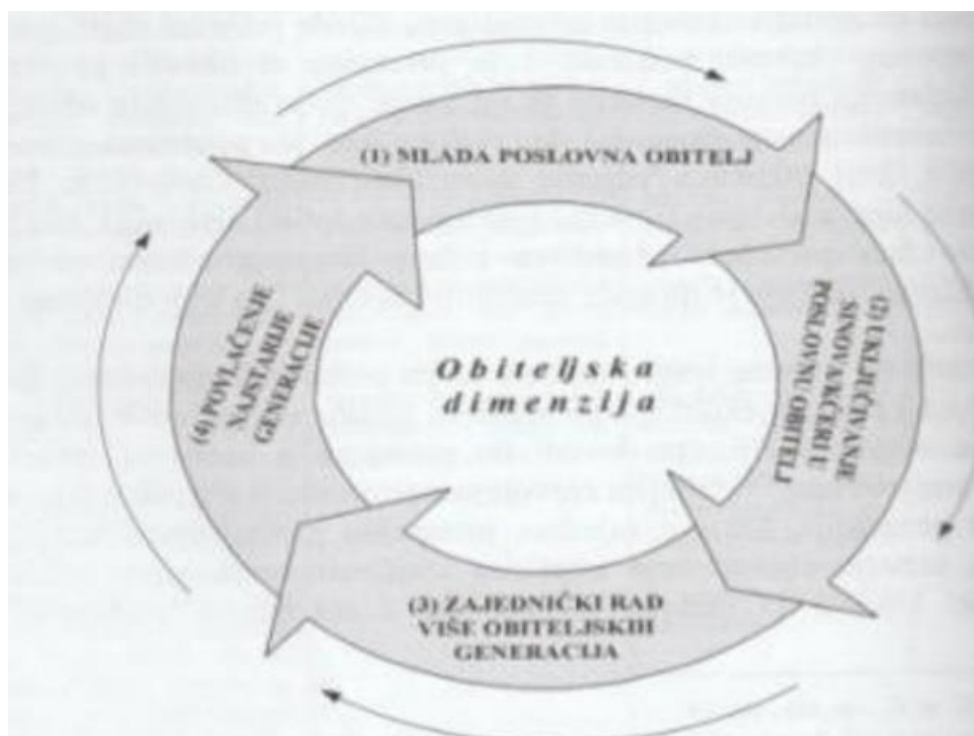 (1) MLADA POSLOVNA OBITELJ
(2) UKLJUČIVANJE
SINOVA/KĆERI U
POSLOVNU OBITELJ
Obiteljska
dimenzija
(4) POVLAČENJE
NAJSTARIJE
GENERACIJE
(3) ZAJEDNIČKI RAD
VIŠE OBITELJSKIH
GENERACIJA